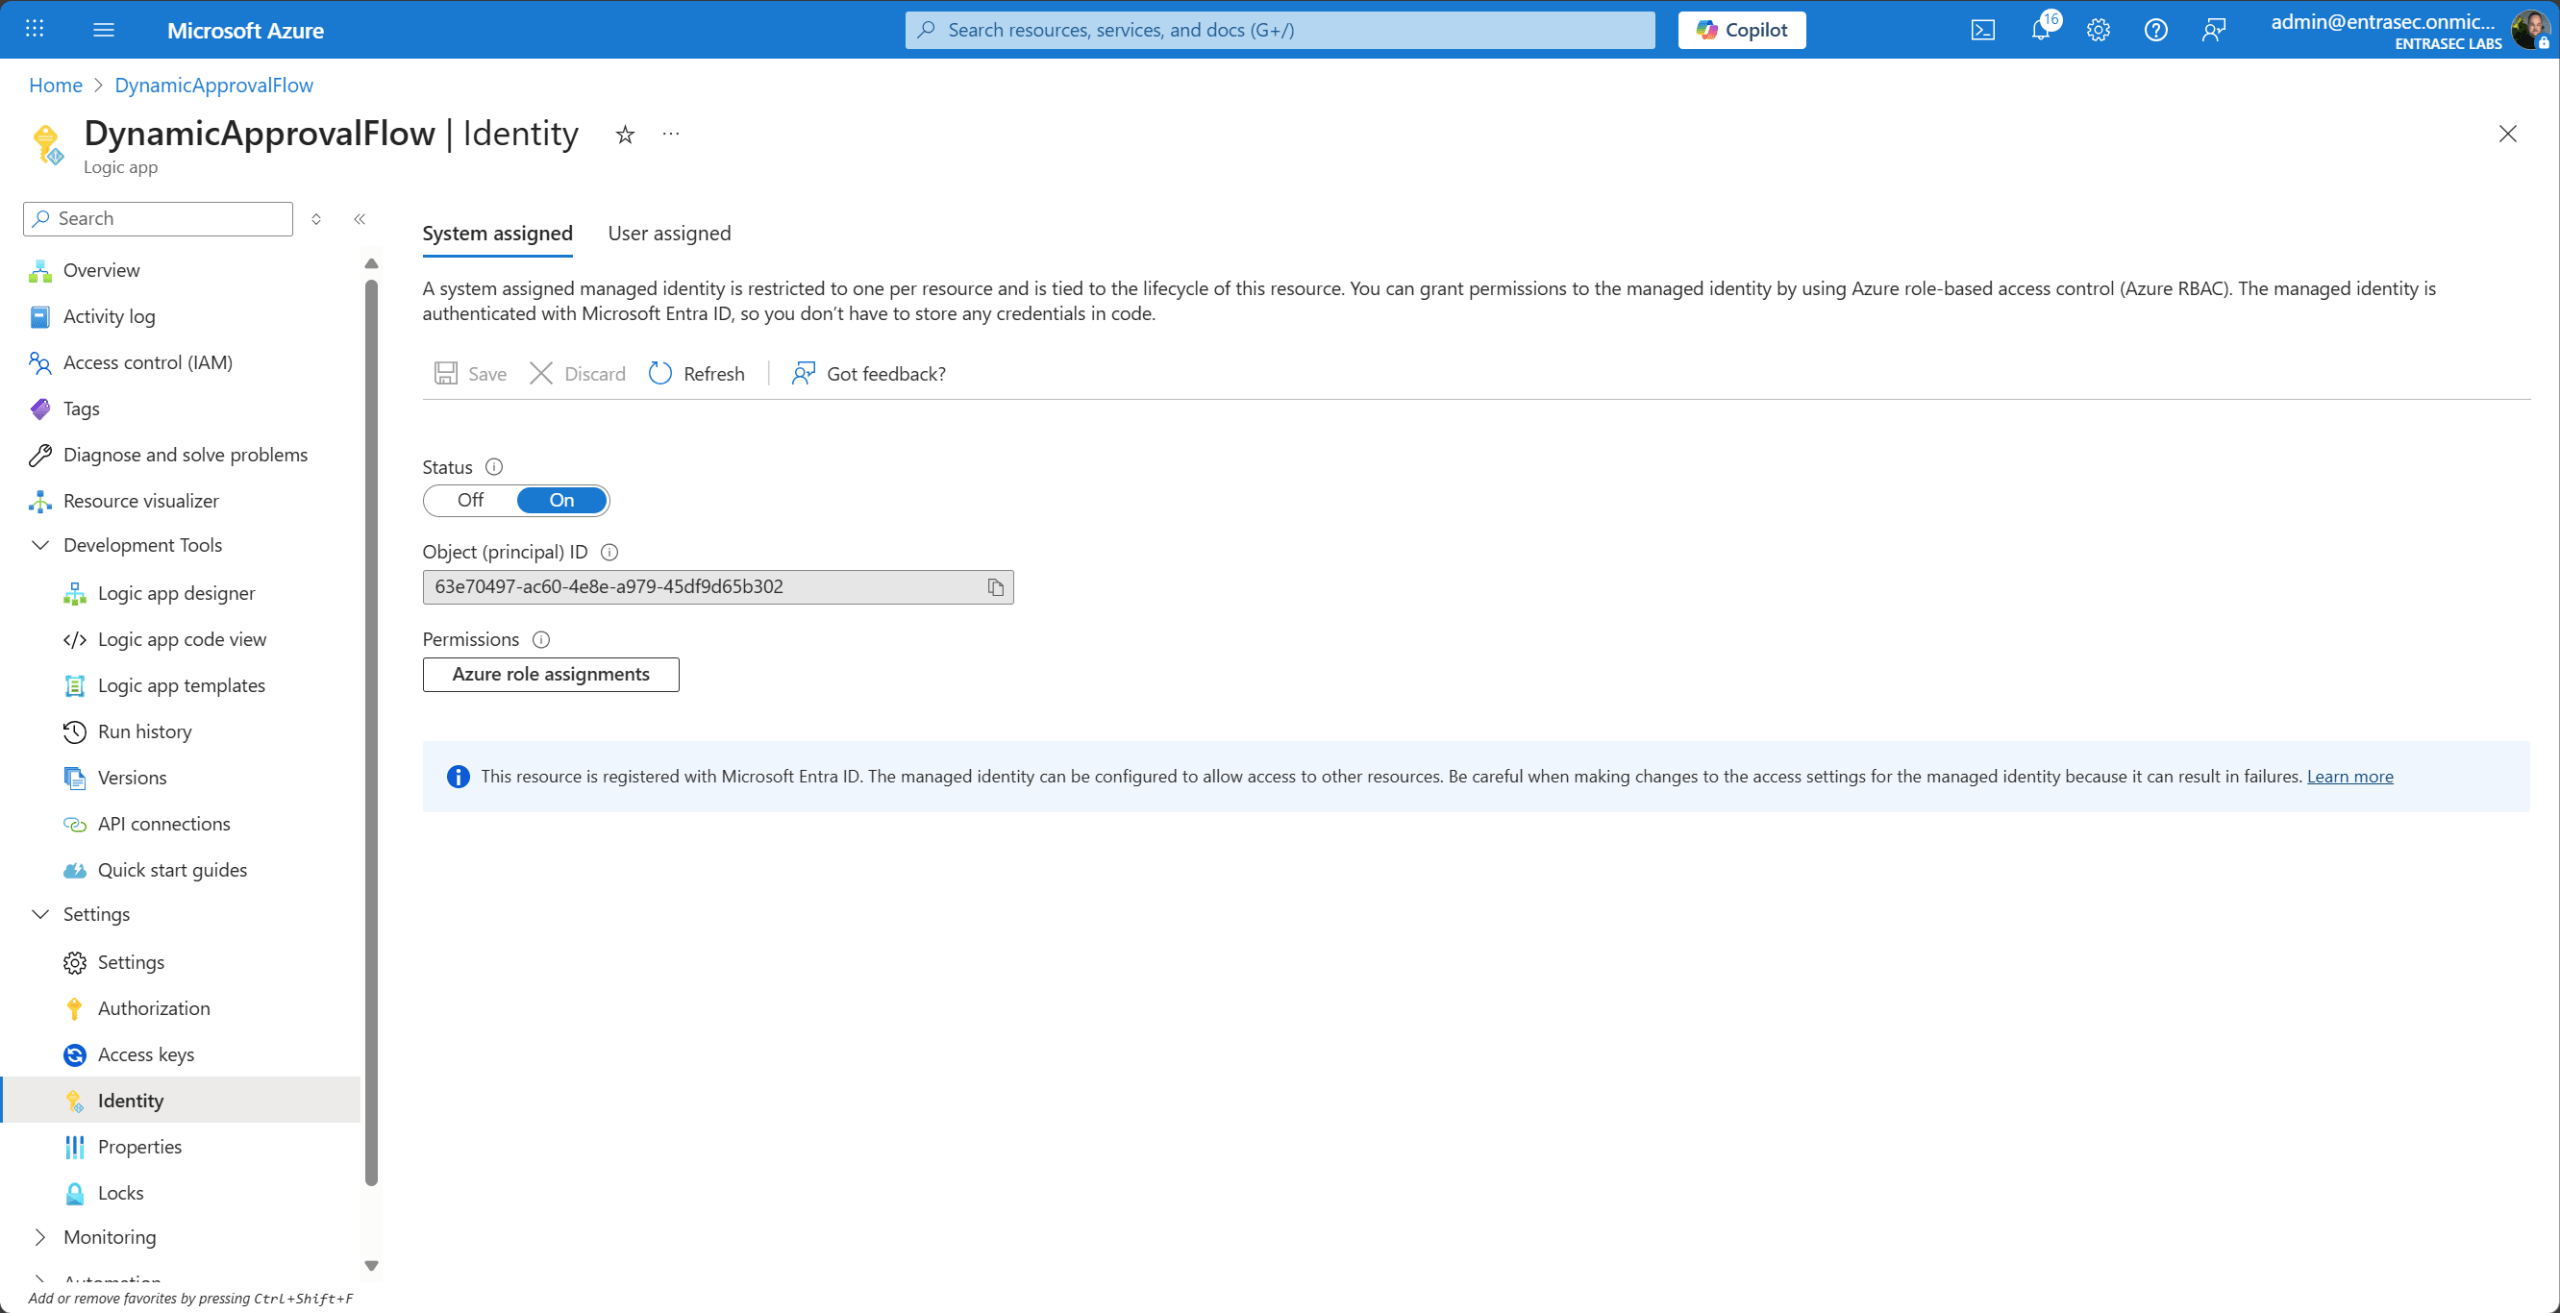 Microsoft Azure
Search resources, services, and docs (G+/)
Copilot
16
admin@entrasec.onmic...
ENTRASEC LABS
Home > DynamicApprovalFlow
DynamicApprovalFlow | Identity
Logic app
Search
Overview
Activity log
Access control (IAM)
Tags
Diagnose and solve problems
Resource visualizer
Development Tools
Logic app designer
Logic app code view
Logic app templates
Run history
Versions
API connections
Quick start guides
Settings
Settings
Authorization
Access keys
Identity
Properties
Locks
Monitoring
Automation
Add or remove favorites by pressing Ctrl+Shift+F
System assigned
User assigned
A system assigned managed identity is restricted to one per resource and is tied to the lifecycle of this resource. You can grant permissions to the managed identity by using Azure role-based access control (Azure RBAC). The managed identity is
authenticated with Microsoft Entra ID, so you don’t have to store any credentials in code.
Save
Discard
Refresh
Got feedback?
Status
Off
On
Object (principal) ID
63e70497-ac60-4e8e-a979-45df9d65b302
Permissions
Azure role assignments
This resource is registered with Microsoft Entra ID. The managed identity can be configured to allow access to other resources. Be careful when making changes to the access settings for the managed identity because it can result in failures. Learn more